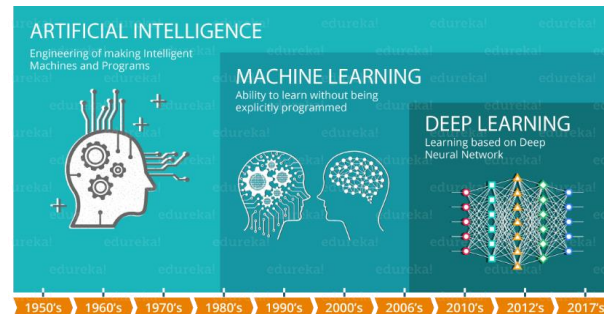 ARTIFICIAL INTELLIGENCE
Engineering of making Intelligent
Machines and Programs
MACHINE LEARNING
Ability to learn without being
explicitly programmed
DEEP LEARNING
Learning based on Deep
Neural Network
edureka!
1950's 1960's 1970's 1980's 1990's 2000's 2006's 2010's 2012's 2017's